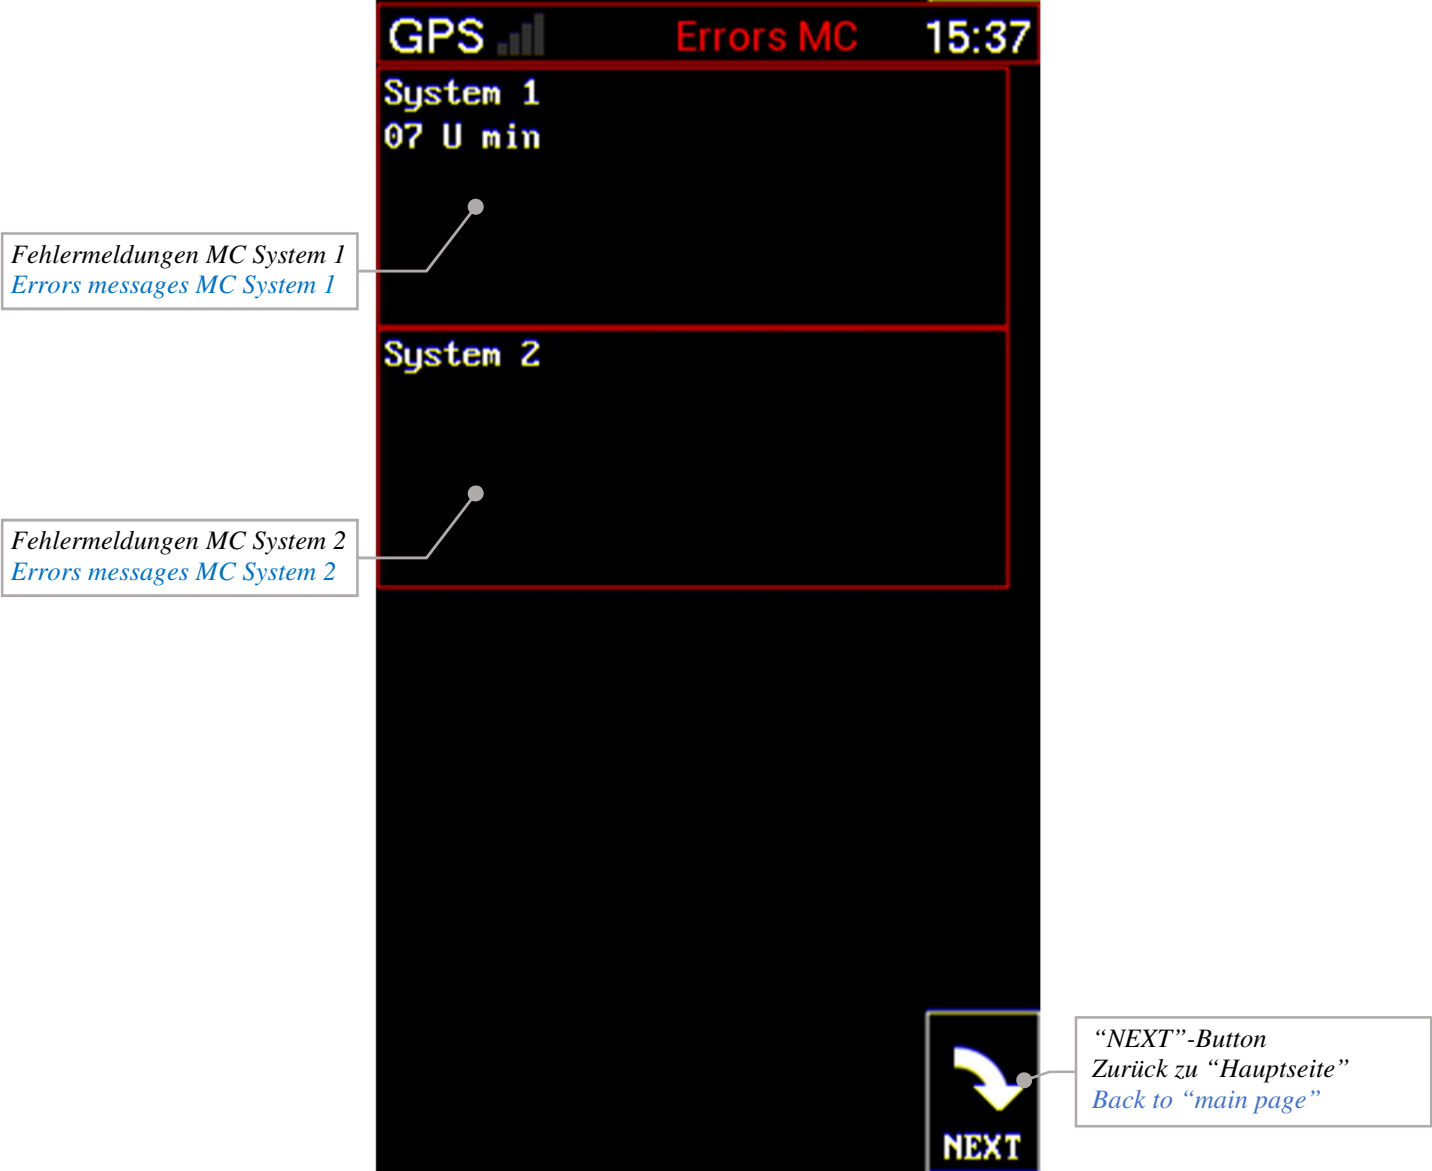 GPS Errors MC 15:37
System 1
07 U min
Fehlermeldungen MC System 1
Errors messages MC System 1
System 2
Fehlermeldungen MC System 2
Errors messages MC System 2
“NEXT”-Button
Zurück zu “Hauptseite”
Back to “main page”
NEXT